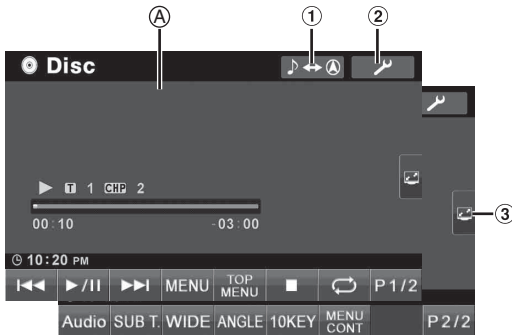 A 1 2
Disc
T 1 CHP 2
00:10 -03:00
3
10:20 PM
MENU TOP MENU P1/2
Audio SUB T. WIDE ANGLE 10KEY MENU CONT P2/2